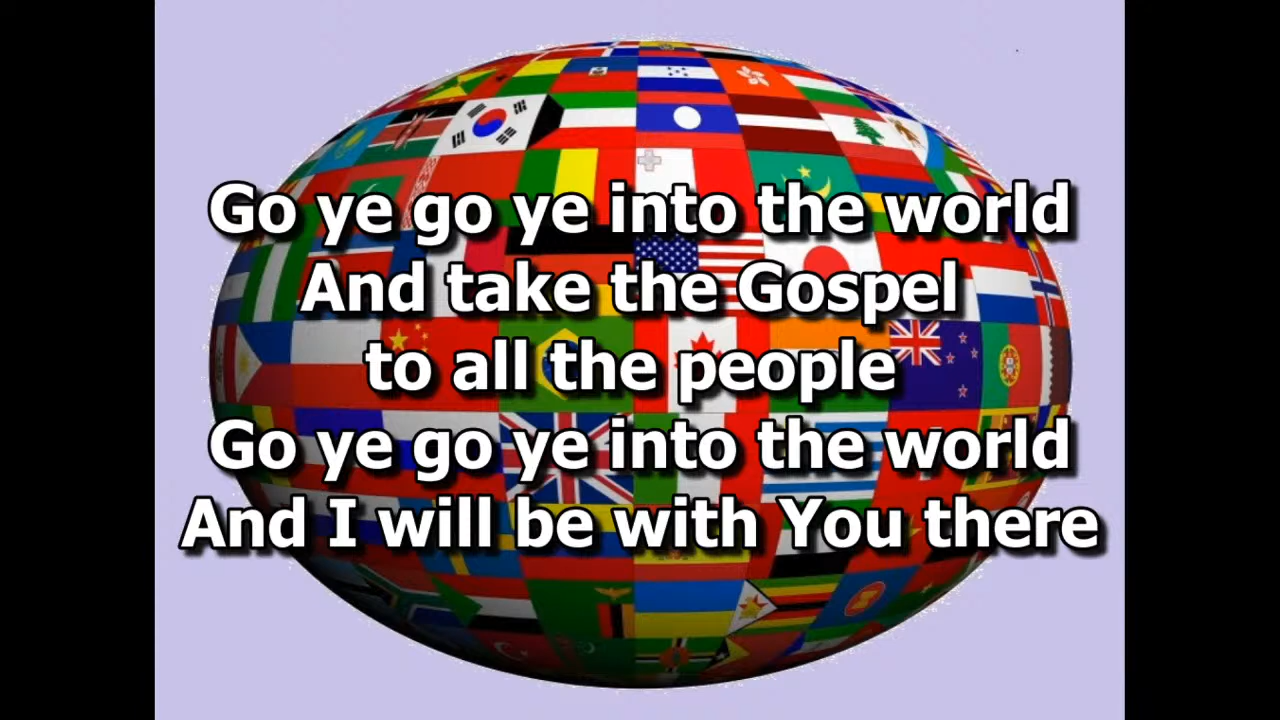 Go ye go ye into the world
And take the Gospel
to all the people
Go ye go ye into the world
And I will be with You there